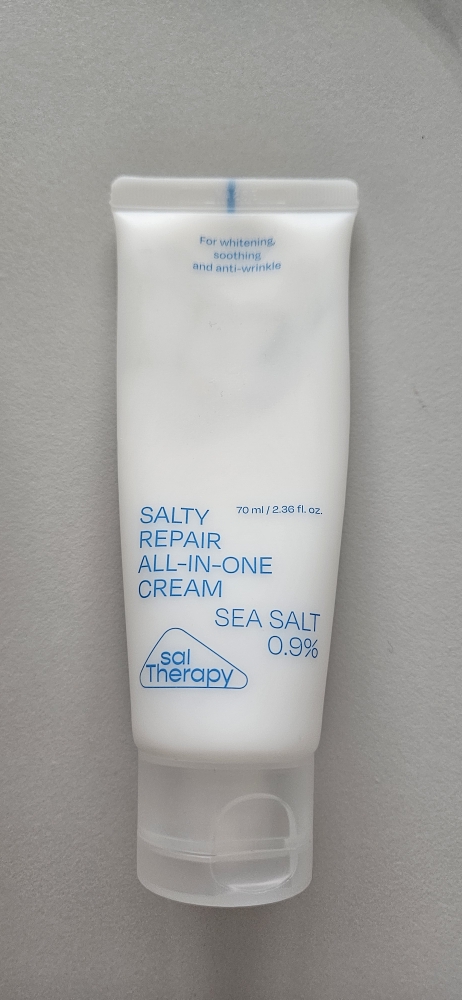 For whitening,
soothing
and anti-wrinkle
SALTY
REPAIR
ALL-IN-ONE
CREAM
70 ml / 2.36 fl. oz.
SEA SALT
0.9%
sal
Therapy